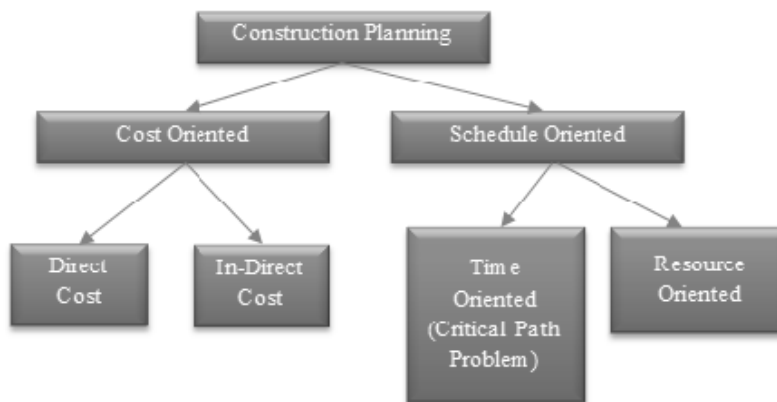 Construction Planning
Cost Oriented
Schedule Oriented
Direct
Cost
In-Direct
Cost
Time
Oriented
(Critical Path
Problem)
Resource
Oriented